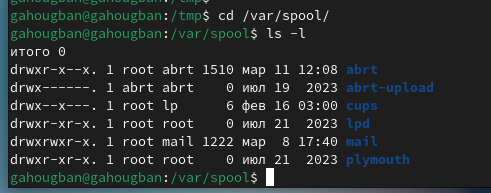 gahougban@gahougban:/tmp$
gahougban@gahougban:/tmp$ cd /var/spool/
gahougban@gahougban:/var/spool$ ls -l
итого 0
drwxr-x--x. 1 root abrt 1510 мар 11 12:08 abrt
drwx------. 1 abrt abrt    0 июл 19  2023 abrt-upload
drwx--x---. 1 root lp      6 фев 16 03:00 cups
drwxr-xr-x. 1 root root    0 июл 21  2023 lpd
drwxrwxr-x. 1 root mail 1222 мар  8 17:40 mail
drwxr-xr-x. 1 root root    0 июл 21  2023 plymouth
gahougban@gahougban:/var/spool$